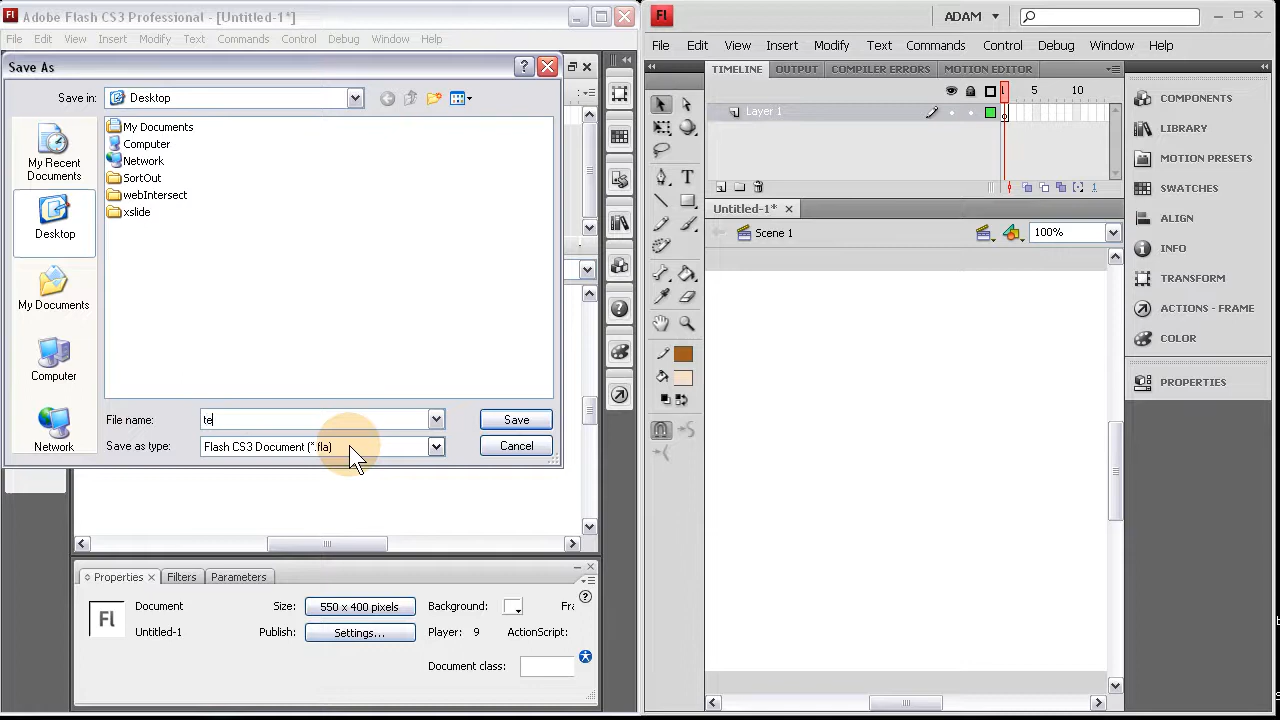 Fl Adobe Flash CS3 Professional - [Untitled-1*]
File Edit View Insert Modify Text Commands Control Debug Window Help
Save As
Save in: Desktop
My Recent
Documents
Desktop
My Documents
Computer
Network
My Documents
Computer
Network
SortOut
webIntersect
xslide
File name: te Save
Save as type: Flash CS3 Document (*.fla) Cancel
Properties Filters Parameters
Fl
Document Size: 550 x 400 pixels Background:
Untitled-1 Publish: Settings... Player: 9 ActionScript:
Document class:
Fl ADAM
File View Insert Modify Text Commands Control Debug Window Help
TIMELINE OUTPUT COMPILER ERRORS MOTION EDITOR
1 5 10
Layer 1
1
Untitled-1*
Scene 1 100%
T
COMPONENTS
LIBRARY
MOTION PRESETS
SWATCHES
ALIGN
INFO
TRANSFORM
ACTIONS - FRAME
COLOR
PROPERTIES